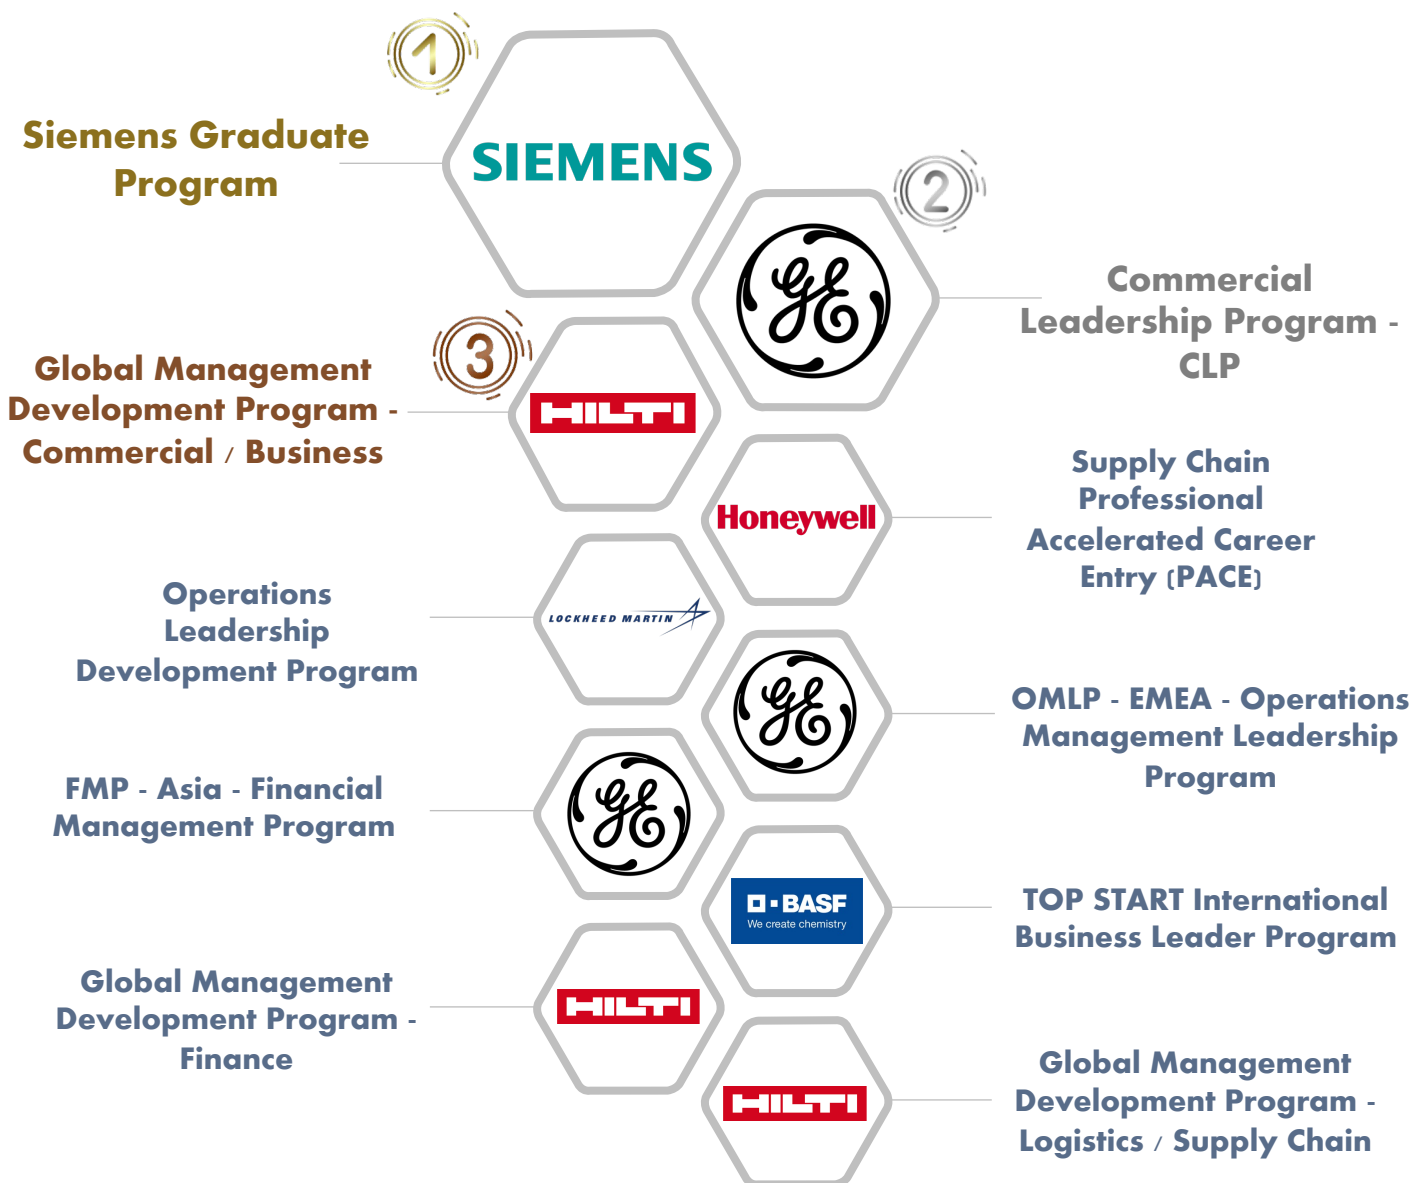 1
SIEMENS
Siemens Graduate
Program
2
GE
Commercial
Leadership Program -
CLP
3
HILTI
Global Management
Development Program -
Commercial / Business
Honeywell
Supply Chain
Professional
Accelerated Career
Entry (PACE)
LOCKHEED MARTIN
Operations
Leadership
Development Program
GE
OMLP - EMEA - Operations
Management Leadership
Program
GE
FMP - Asia - Financial
Management Program
BASF
We create chemistry
TOP START International
Business Leader Program
HILTI
Global Management
Development Program -
Finance
HILTI
Global Management
Development Program -
Logistics / Supply Chain